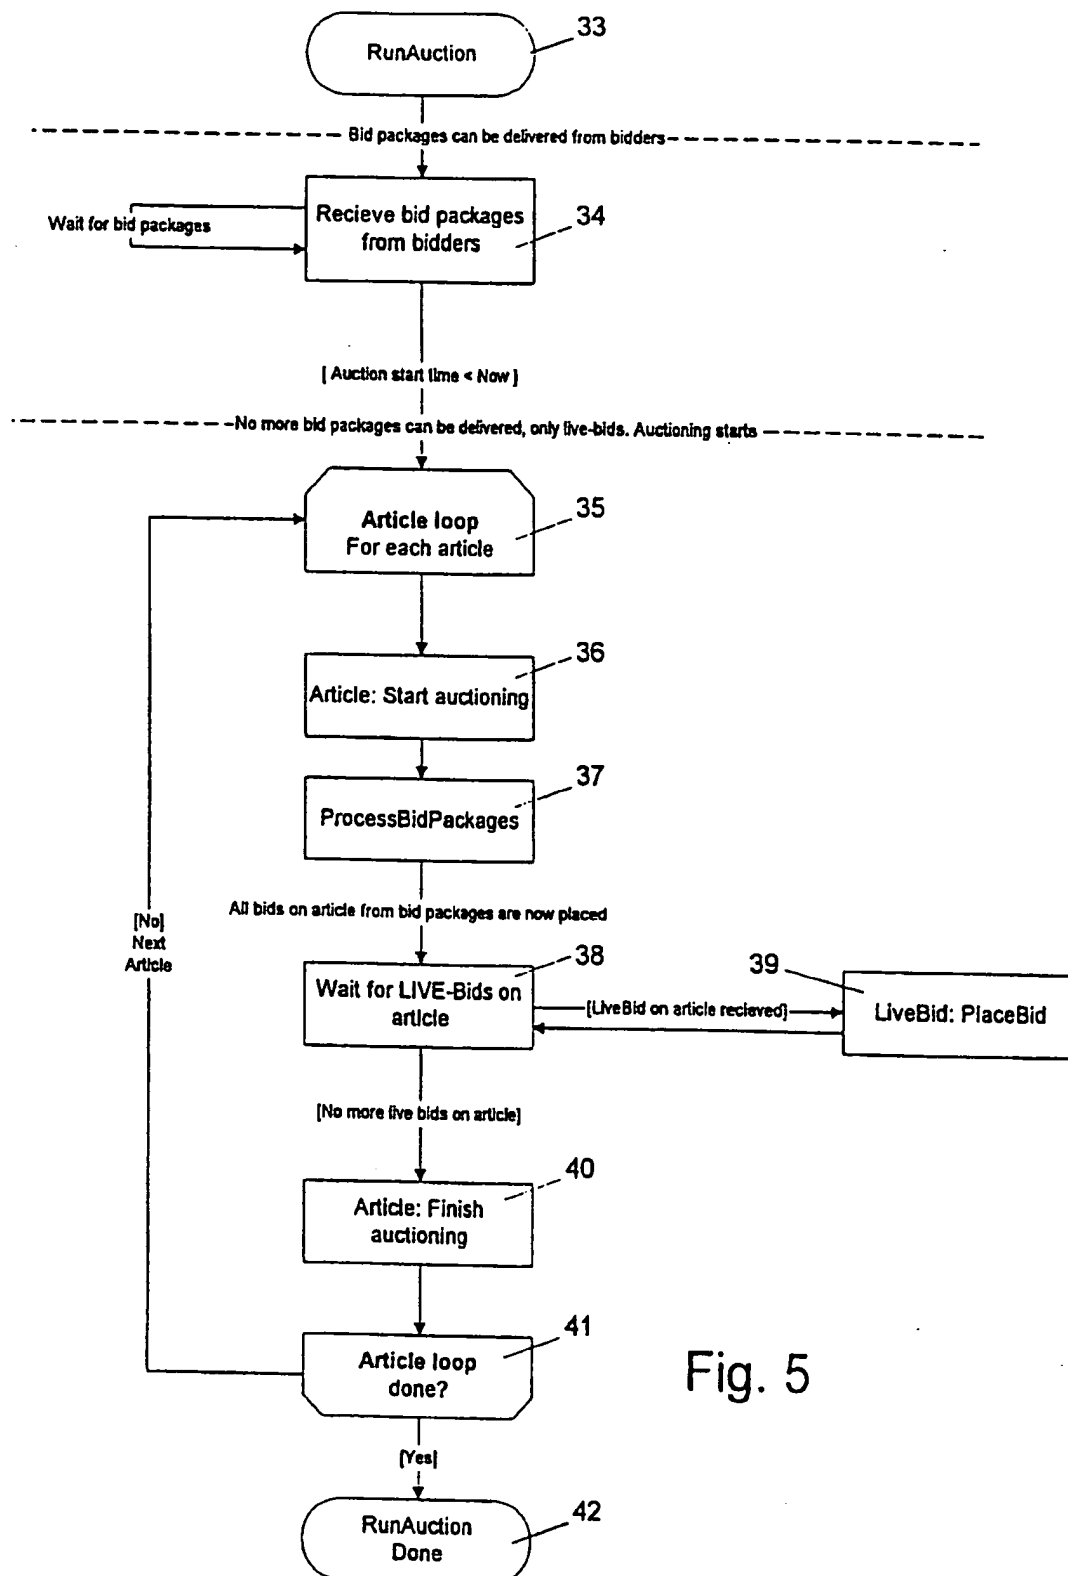 33
RunAuction
Bid packages can be delivered from bidders
34
Recieve bid packages
from bidders
Wait for bid packages
[ Auction start time < Now ]
No more bid packages can be delivered, only live-bids. Auctioning starts
35
Article loop
For each article
36
Article: Start auctioning
37
ProcessBidPackages
All bids on article from bid packages are now placed
[No]
Next
Article
38
Wait for LIVE-Bids on
article
[LiveBid on article recieved]
39
LiveBid: PlaceBid
[No more live bids on article]
40
Article: Finish
auctioning
41
Article loop
done?
Fig. 5
[Yes]
42
RunAuction
Done